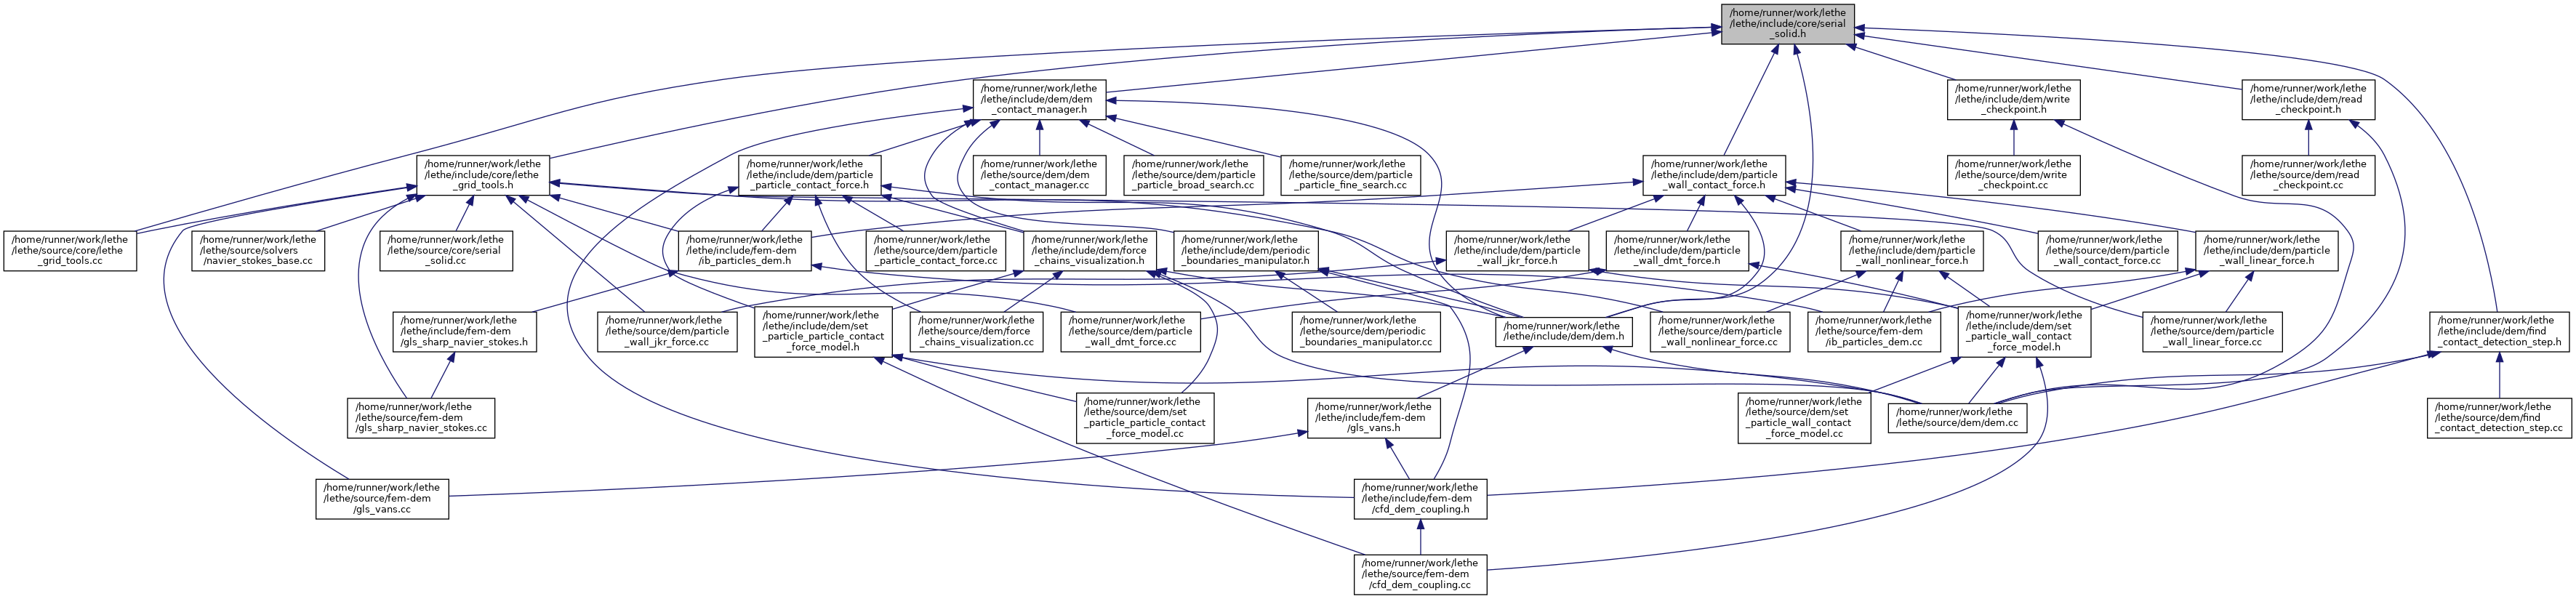 /home/runner/work/lethe
/lethe/include/core/serial
_solid.h
/home/runner/work/lethe
/lethe/include/dem/dem
_contact_manager.h
/home/runner/work/lethe
/lethe/include/dem/write
_checkpoint.h
/home/runner/work/lethe
/lethe/include/dem/read
_checkpoint.h
/home/runner/work/lethe
/lethe/include/core/lethe
_grid_tools.h
/home/runner/work/lethe
/lethe/include/dem/particle
_particle_contact_force.h
/home/runner/work/lethe
/lethe/source/dem/dem
_contact_manager.cc
/home/runner/work/lethe
/lethe/source/dem/particle
_particle_broad_search.cc
/home/runner/work/lethe
/lethe/source/dem/particle
_particle_fine_search.cc
/home/runner/work/lethe
/lethe/include/dem/particle
_wall_contact_force.h
/home/runner/work/lethe
/lethe/source/dem/write
_checkpoint.cc
/home/runner/work/lethe
/lethe/source/dem/read
_checkpoint.cc
/home/runner/work/lethe
/lethe/source/core/lethe
_grid_tools.cc
/home/runner/work/lethe
/lethe/source/solvers
/navier_stokes_base.cc
/home/runner/work/lethe
/lethe/source/core/serial
_solid.cc
/home/runner/work/lethe
/lethe/include/fem-dem
/ib_particles_dem.h
/home/runner/work/lethe
/lethe/source/dem/particle
_particle_contact_force.cc
/home/runner/work/lethe
/lethe/include/dem/force
_chains_visualization.h
/home/runner/work/lethe
/lethe/include/dem/periodic
_boundaries_manipulator.h
/home/runner/work/lethe
/lethe/include/dem/particle
_wall_jkr_force.h
/home/runner/work/lethe
/lethe/include/dem/particle
_wall_dmt_force.h
/home/runner/work/lethe
/lethe/include/dem/particle
_wall_nonlinear_force.h
/home/runner/work/lethe
/lethe/source/dem/particle
_wall_contact_force.cc
/home/runner/work/lethe
/lethe/include/dem/particle
_wall_linear_force.h
/home/runner/work/lethe
/lethe/include/fem-dem
/gls_sharp_navier_stokes.h
/home/runner/work/lethe
/lethe/source/dem/particle
_wall_jkr_force.cc
/home/runner/work/lethe
/lethe/include/dem/set
_particle_particle_contact
_force_model.h
/home/runner/work/lethe
/lethe/source/dem/force
_chains_visualization.cc
/home/runner/work/lethe
/lethe/source/dem/particle
_wall_dmt_force.cc
/home/runner/work/lethe
/lethe/source/dem/periodic
_boundaries_manipulator.cc
/home/runner/work/lethe
/lethe/include/dem/dem.h
/home/runner/work/lethe
/lethe/source/dem/particle
_wall_nonlinear_force.cc
/home/runner/work/lethe
/lethe/source/fem-dem
/ib_particles_dem.cc
/home/runner/work/lethe
/lethe/include/dem/set
_particle_wall_contact
_force_model.h
/home/runner/work/lethe
/lethe/source/dem/particle
_wall_linear_force.cc
/home/runner/work/lethe
/lethe/include/dem/find
_contact_detection_step.h
/home/runner/work/lethe
/lethe/source/fem-dem
/gls_sharp_navier_stokes.cc
/home/runner/work/lethe
/lethe/source/dem/set
_particle_particle_contact
_force_model.cc
/home/runner/work/lethe
/lethe/include/fem-dem
/gls_vans.h
/home/runner/work/lethe
/lethe/source/dem/set
_particle_wall_contact
_force_model.cc
/home/runner/work/lethe
/lethe/source/dem/dem.cc
/home/runner/work/lethe
/lethe/source/dem/find
_contact_detection_step.cc
/home/runner/work/lethe
/lethe/source/fem-dem
/gls_vans.cc
/home/runner/work/lethe
/lethe/include/fem-dem
/cfd_dem_coupling.h
/home/runner/work/lethe
/lethe/source/fem-dem
/cfd_dem_coupling.cc